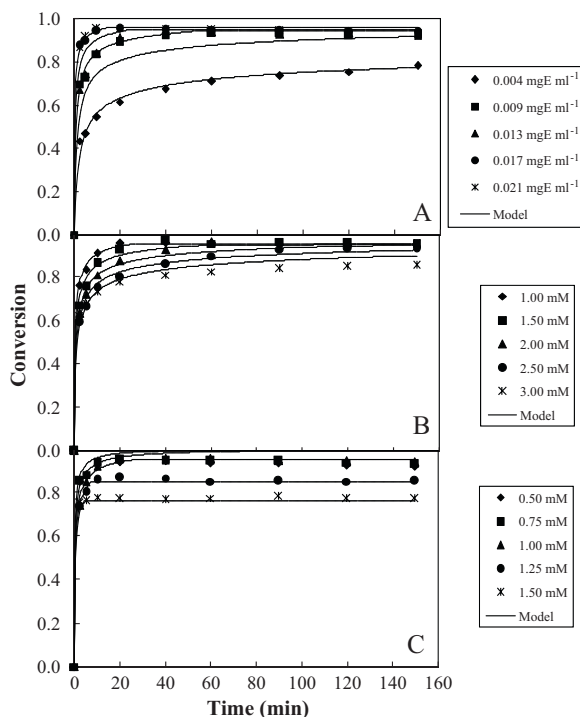 1.0
0.8
0.6
0.4
0.2
A
0.004 mgE ml⁻¹
0.009 mgE ml⁻¹
0.013 mgE ml⁻¹
0.017 mgE ml⁻¹
0.021 mgE ml⁻¹
Model
Conversion
0.0
0.8
0.6
0.4
0.2
B
1.00 mM
1.50 mM
2.00 mM
2.50 mM
3.00 mM
Model
0.0
0.8
0.6
0.4
0.2
0.0
C
0.50 mM
0.75 mM
1.00 mM
1.25 mM
1.50 mM
Model
0 20 40 60 80 100 120 140 160
Time (min)